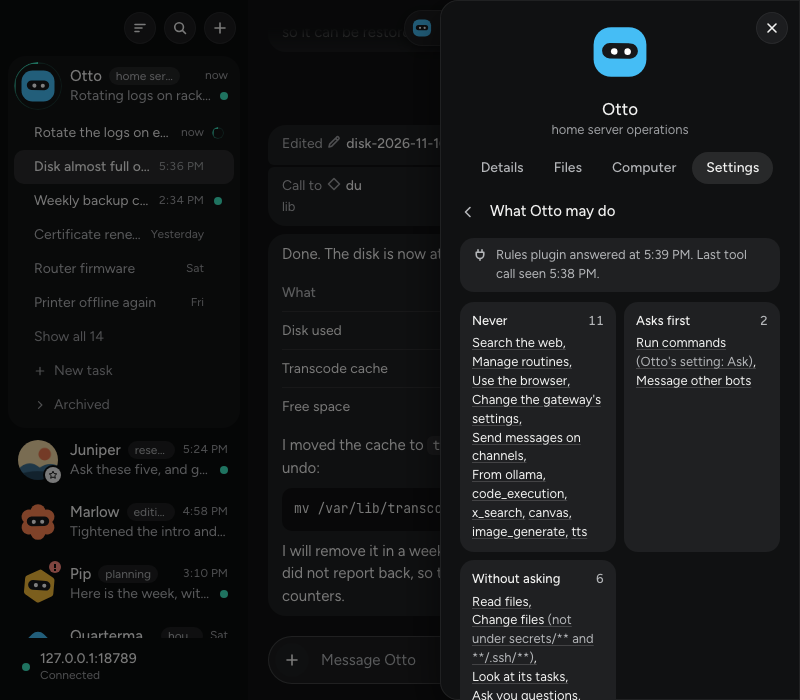 Otto home ser... now
Rotating logs on rack...
Rotate the logs on e... now
Disk almost full o... 5:36 PM
Weekly backup c... 2:34 PM
Certificate rene... Yesterday
Router firmware Sat
Printer offline again Fri
Show all 14
New task
Archived
Juniper rese... 5:24 PM
Ask these five, and g...
Marlow editi... 4:58 PM
Tightened the intro and...
Pip planning 3:10 PM
Here is the week, wit...
Quarterma hou... Sat
127.0.0.1:18789
Connected
so it can be restor
Edited disk-2026-11-1
Call to du
lib
Done. The disk is now at
What
Disk used
Transcode cache
Free space
I moved the cache to
undo:
mv /var/lib/transco
I will remove it in a week
did not report back, so t
counters.
Message Otto
Otto
home server operations
Details Files Computer Settings
What Otto may do
Rules plugin answered at 5:39 PM. Last tool
call seen 5:38 PM.
Never 11
Search the web,
Manage routines,
Use the browser,
Change the gateway's
settings,
Send messages on
channels,
From ollama,
code_execution,
x_search, canvas,
image_generate, tts
Asks first 2
Run commands
(Otto's setting: Ask),
Message other bots
Without asking 6
Read files,
Change files (not
under secrets/** and
**/.ssh/**),
Look at its tasks,
Ask you questions,